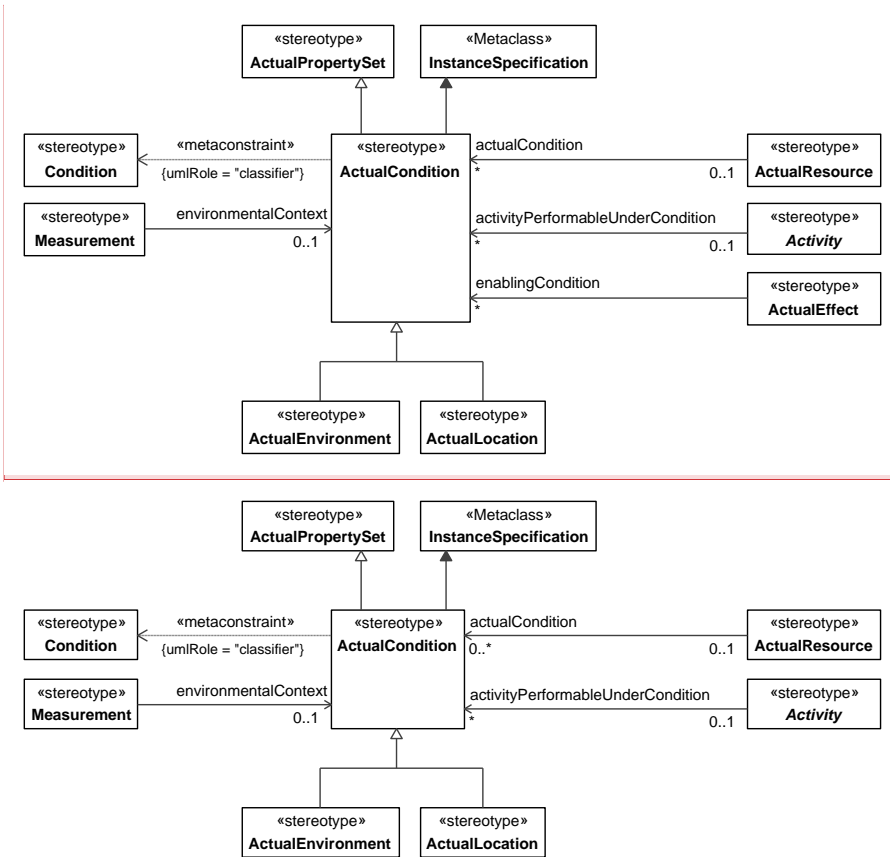 «stereotype»
ActualPropertySet
«Metaclass»
InstanceSpecification
«stereotype»
Condition
«metaconstraint»
{umlRole = "classifier"}
«stereotype»
ActualCondition
actualCondition
*
0..1
«stereotype»
ActualResource
«stereotype»
Measurement
environmentalContext
0..1
activityPerformableUnderCondition
*
0..1
«stereotype»
Activity
enablingCondition
*
«stereotype»
ActualEffect
«stereotype»
ActualEnvironment
«stereotype»
ActualLocation
«stereotype»
ActualPropertySet
«Metaclass»
InstanceSpecification
«stereotype»
Condition
«metaconstraint»
{umlRole = "classifier"}
«stereotype»
ActualCondition
actualCondition
0..*
0..1
«stereotype»
ActualResource
«stereotype»
Measurement
environmentalContext
0..1
activityPerformableUnderCondition
*
0..1
«stereotype»
Activity
«stereotype»
ActualEnvironment
«stereotype»
ActualLocation